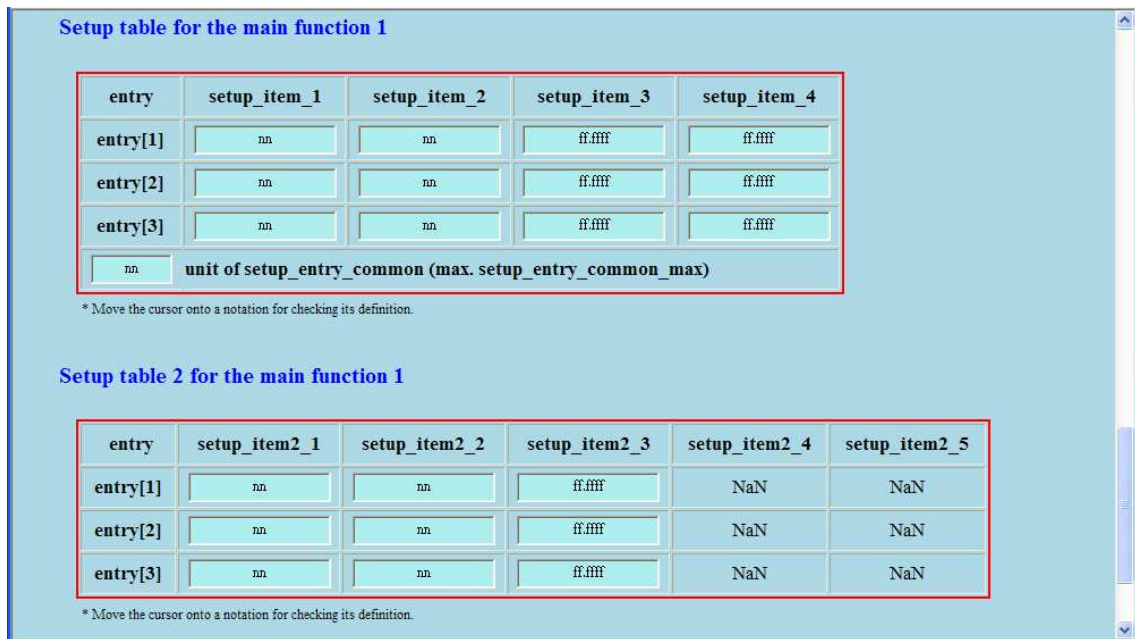 Setup table for the main function 1
entry setup_item_1 setup_item_2 setup_item_3 setup_item_4
entry[1] nn nn ff.ffff ff.ffff
entry[2] nn nn ff.ffff ff.ffff
entry[3] nn nn ff.ffff ff.ffff
nn unit of setup_entry_common (max. setup_entry_common_max)
* Move the cursor onto a notation for checking its definition.
Setup table 2 for the main function 1
entry setup_item2_1 setup_item2_2 setup_item2_3 setup_item2_4 setup_item2_5
entry[1] nn nn ff.ffff NaN NaN
entry[2] nn nn ff.ffff NaN NaN
entry[3] nn nn ff.ffff NaN NaN
* Move the cursor onto a notation for checking its definition.